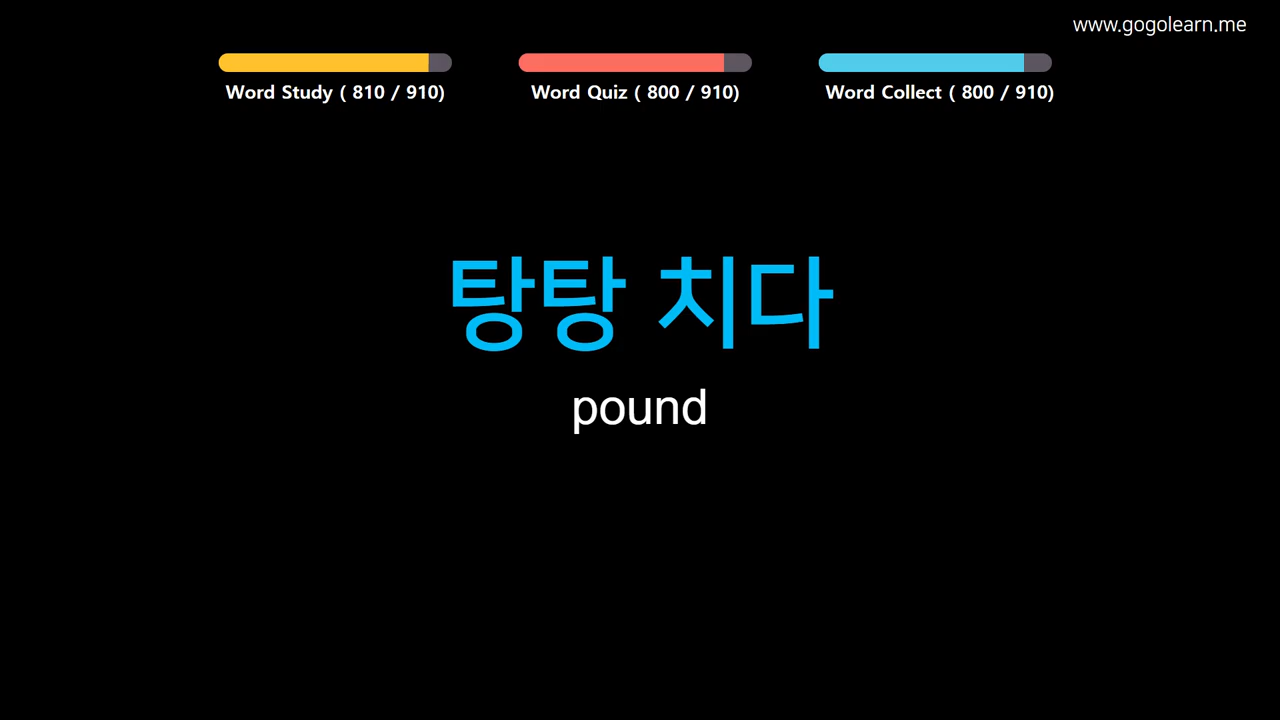 www.gogolearn.me
Word Study ( 810 / 910)
Word Quiz ( 800 / 910)
Word Collect ( 800 / 910)
탕탕 치다
pound